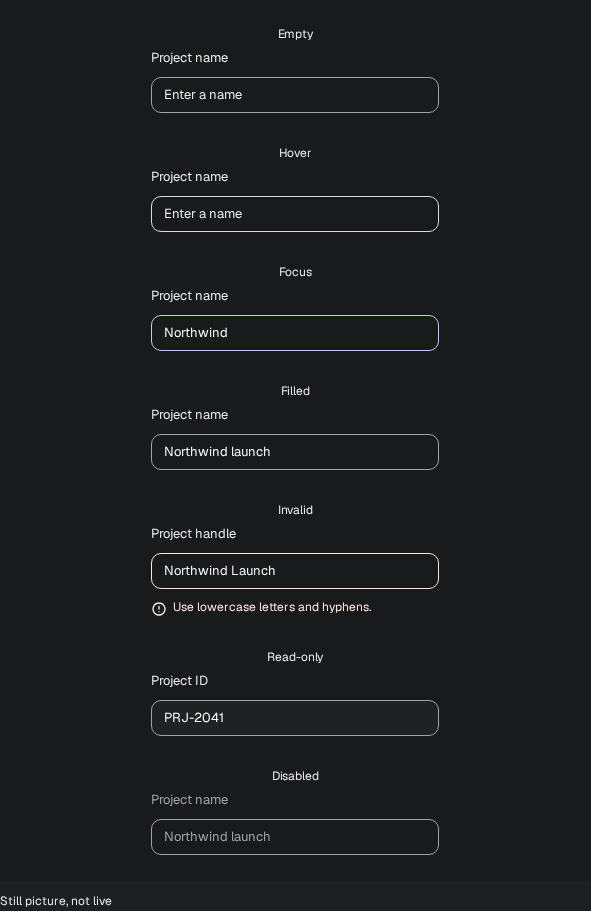 Empty
Project name
Enter a name
Hover
Project name
Enter a name
Focus
Project name
Northwind
Filled
Project name
Northwind launch
Invalid
Project handle
Northwind Launch
Use lowercase letters and hyphens.
Read-only
Project ID
PRJ-2041
Disabled
Project name
Northwind launch
Still picture, not live